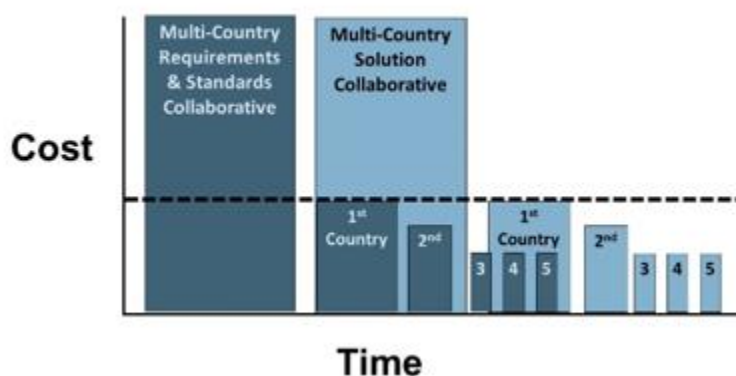 Multi-Country
Requirements
& Standards
Collaborative
Multi-Country
Solution
Collaborative
Cost
1st
Country
2nd
3
4
5
1st
Country
2nd
3
4
5
Time